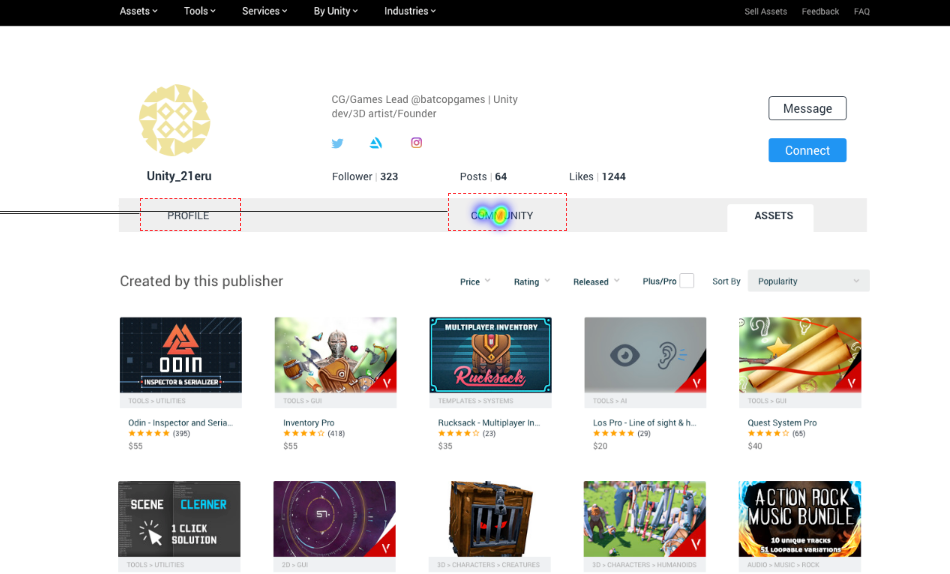 Assets Tools Services By Unity Industries Sell Assets Feedback FAQ
CG/Games Lead @batcopgames | Unity
dev/3D artist/Founder
Message
Connect
Unity_21eru
Follower | 323 Posts | 64 Likes | 1244
PROFILE COMMUNITY ASSETS
Created by this publisher Price Rating Released Plus/Pro Sort By Popularity
ODIN
INSPECTOR & SERIALIZER
MULTIPLAYER INVENTORY
Rucksack
TOOLS > UTILITIES TOOLS > GUI TEMPLATES > SYSTEMS TOOLS > AI TOOLS > GUI
Odin - Inspector and Seria... Inventory Pro Rucksack - Multiplayer In... Los Pro - Line of sight & h... Quest System Pro
(395) (418) (23) (29) (65)
$55 $55 $35 $20 $40
SCENE CLEANER
1 CLICK
SOLUTION
57
ACTION ROCK
MUSIC BUNDLE
10 UNIQUE TRACKS
51 LOOPABLE VARIATIONS
TOOLS > UTILITIES 2D > GUI 3D > CHARACTERS > CREATURES 3D > CHARACTERS > HUMANOIDS AUDIO > MUSIC > ROCK